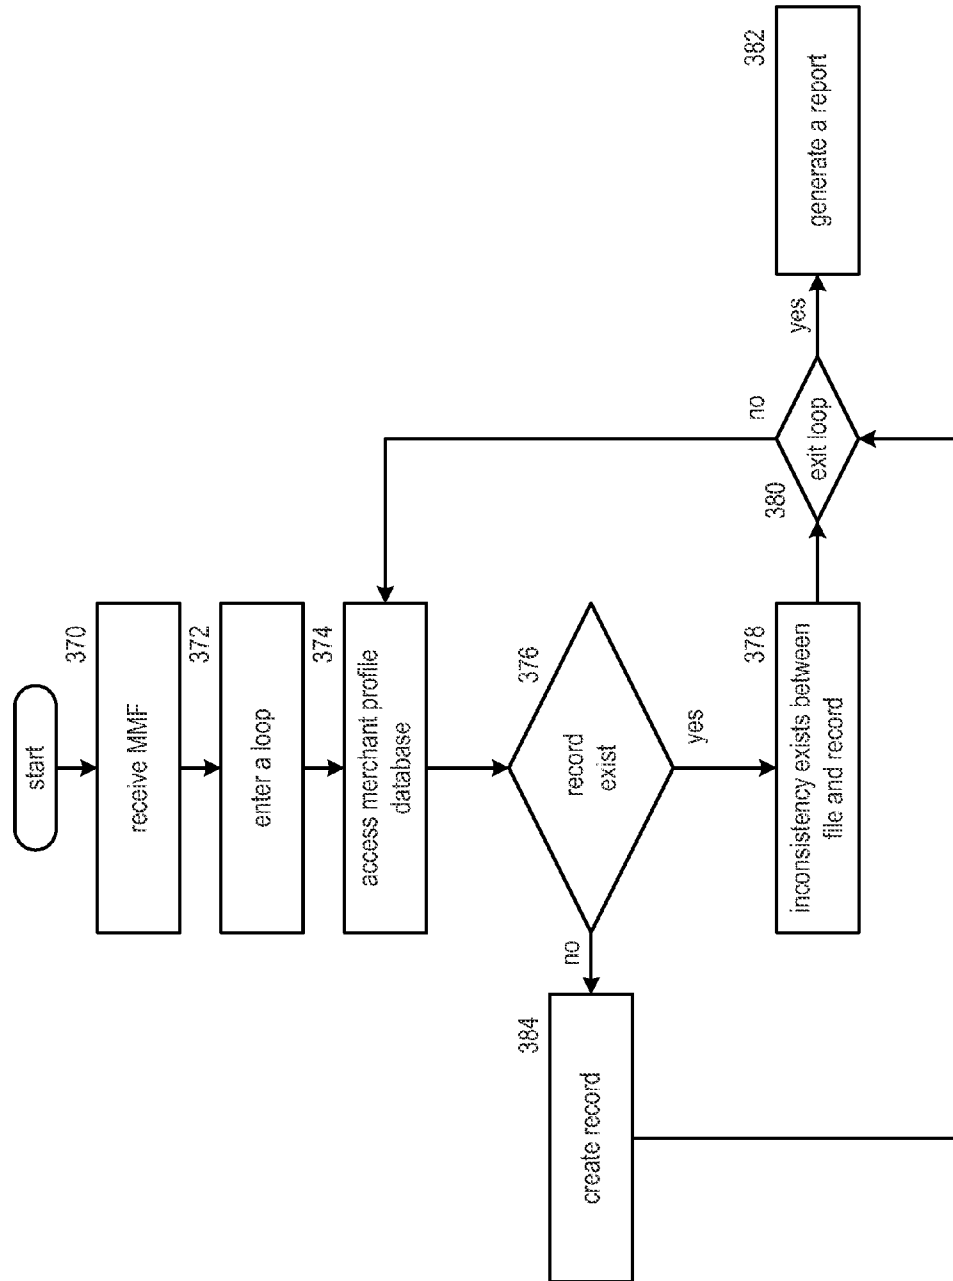 start
370
receive MMF
372
enter a loop
374
access merchant profile
database
376
record
exist
no
yes
384
create record
378
inconsistency exists between
file and record
380
exit loop
no
yes
382
generate a report